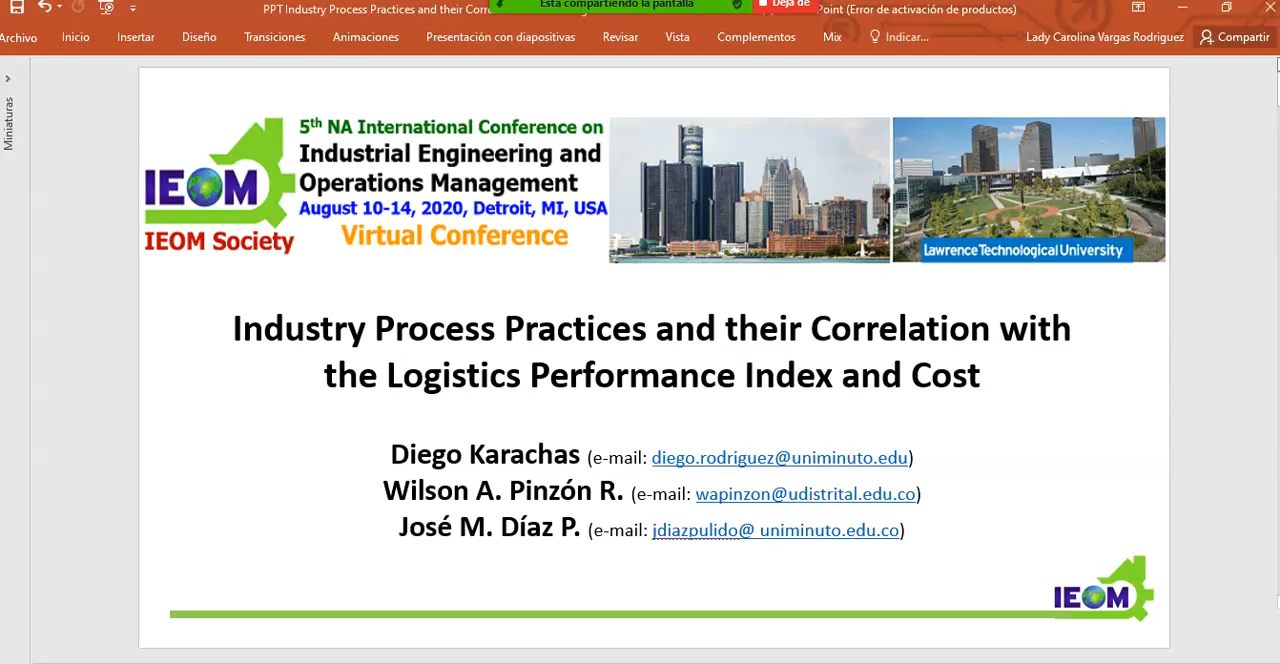 PPT Industry Process Practices and their Corre
Está compartiendo la pantalla
Deja de
Point (Error de activación de productos)
Archivo Inicio Insertar Diseño Transiciones Animaciones Presentación con diapositivas Revisar Vista Complementos Mix Indicar... Lady Carolina Vargas Rodriguez Compartir
Miniaturas
IEOM
IEOM Society
5th NA International Conference on
Industrial Engineering and
Operations Management
August 10-14, 2020, Detroit, MI, USA
Virtual Conference
Lawrence Technological University
Industry Process Practices and their Correlation with
the Logistics Performance Index and Cost
Diego Karachas (e-mail: diego.rodriguez@uniminuto.edu)
Wilson A. Pinzón R. (e-mail: wapinzon@udistrital.edu.co)
José M. Díaz P. (e-mail: jdiazpulido@ uniminuto.edu.co)
IEOM